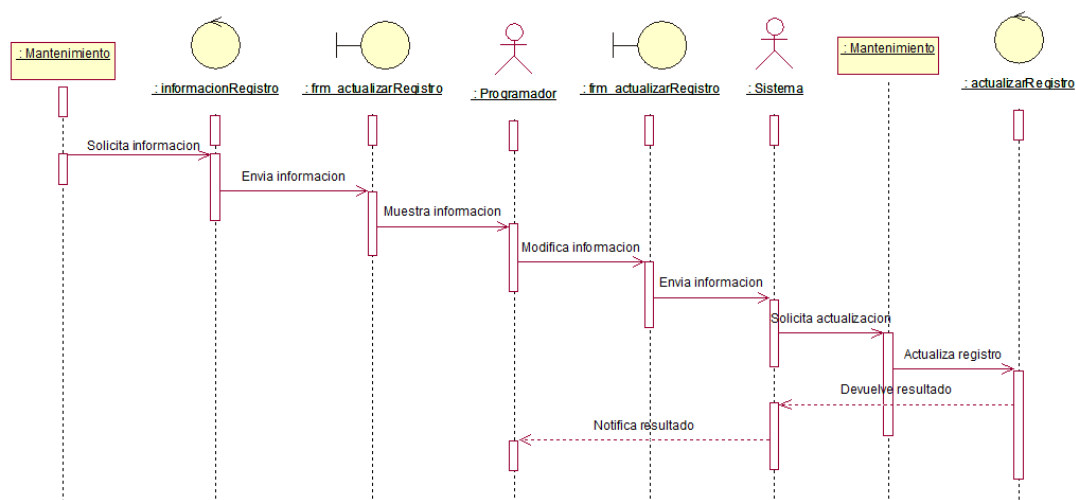 : Mantenimiento
: informacionRegistro
: frm_actualizarRegistro
: Programador
: frm_actualizarRegistro
: Sistema
: Mantenimiento
: actualizarRegistro
Solicita informacion
Envia informacion
Muestra informacion
Modifica informacion
Envia informacion
Solicita actualizacion
Actualiza registro
Devuelve resultado
Notifica resultado